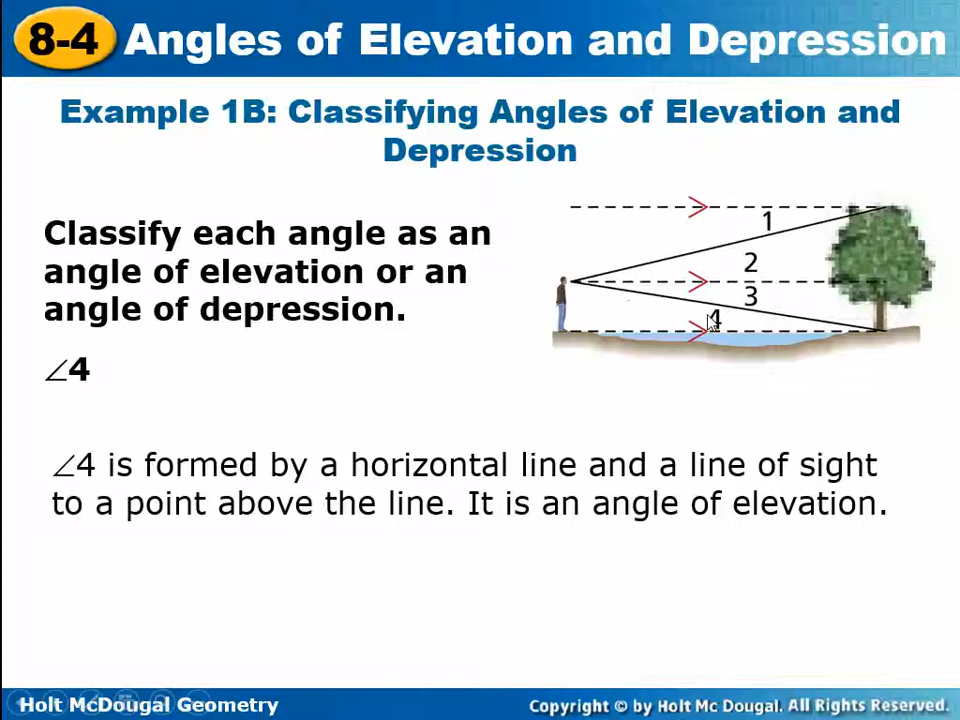 8-4 Angles of Elevation and Depression
Example 1B: Classifying Angles of Elevation and
Depression
Classify each angle as an
angle of elevation or an
angle of depression.
∠4
1
2
3
4
∠4 is formed by a horizontal line and a line of sight
to a point above the line. It is an angle of elevation.
Holt McDougal Geometry
Copyright © by Holt Mc Dougal. All Rights Reserved.